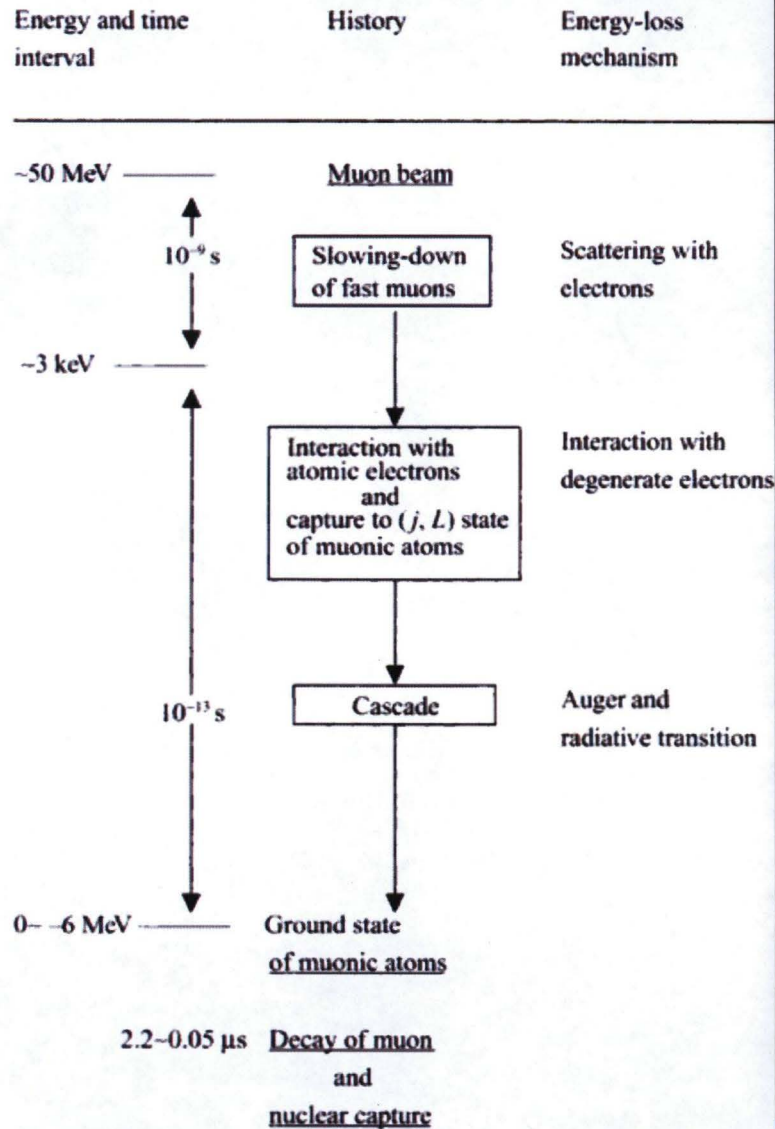 Energy and time
interval
History
Energy-loss
mechanism
~50 MeV
Muon beam
10⁻⁹ s
Slowing-down
of fast muons
Scattering with
electrons
~3 keV
Interaction with
atomic electrons
and
capture to (j, L) state
of muonic atoms
Interaction with
degenerate electrons
10⁻¹³ s
Cascade
Auger and
radiative transition
0~ -6 MeV
Ground state
of muonic atoms
2.2~0.05 μs
Decay of muon
and
nuclear capture